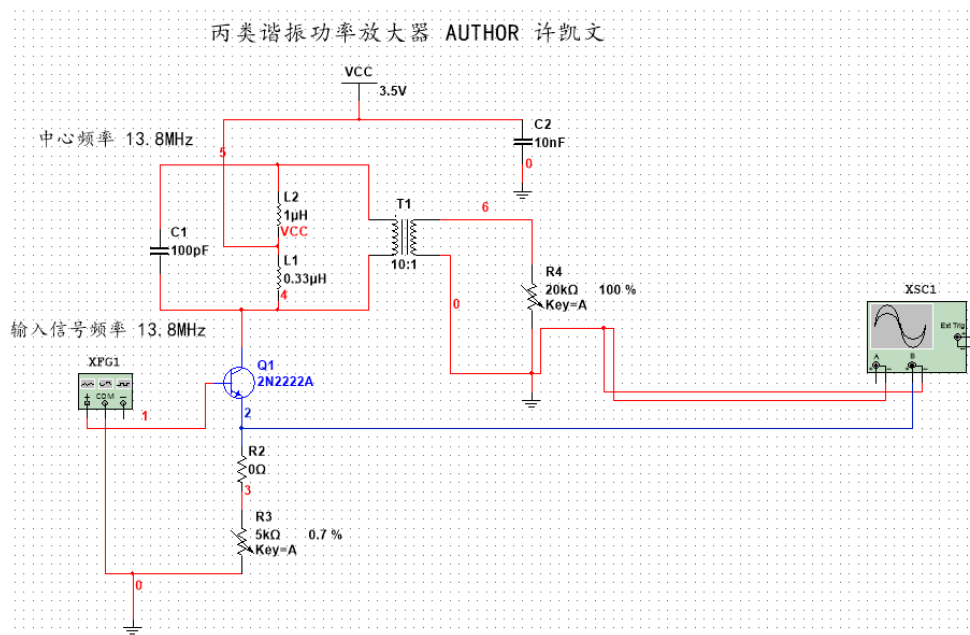 丙类谐振功率放大器 AUTHOR 许凯文
VCC
3.5V
中心频率 13.8MHz
5
C2
10nF
0
L2
1µH
VCC
T1
6
C1
100pF
L1
0.33µH
4
10:1
R4
20kΩ 100 %
Key=A
0
XSC1
Ext Trig
A B
输入信号频率 13.8MHz
XFG1
COM
1
Q1
2N2222A
2
R2
0Ω
3
R3
5kΩ 0.7 %
Key=A
0